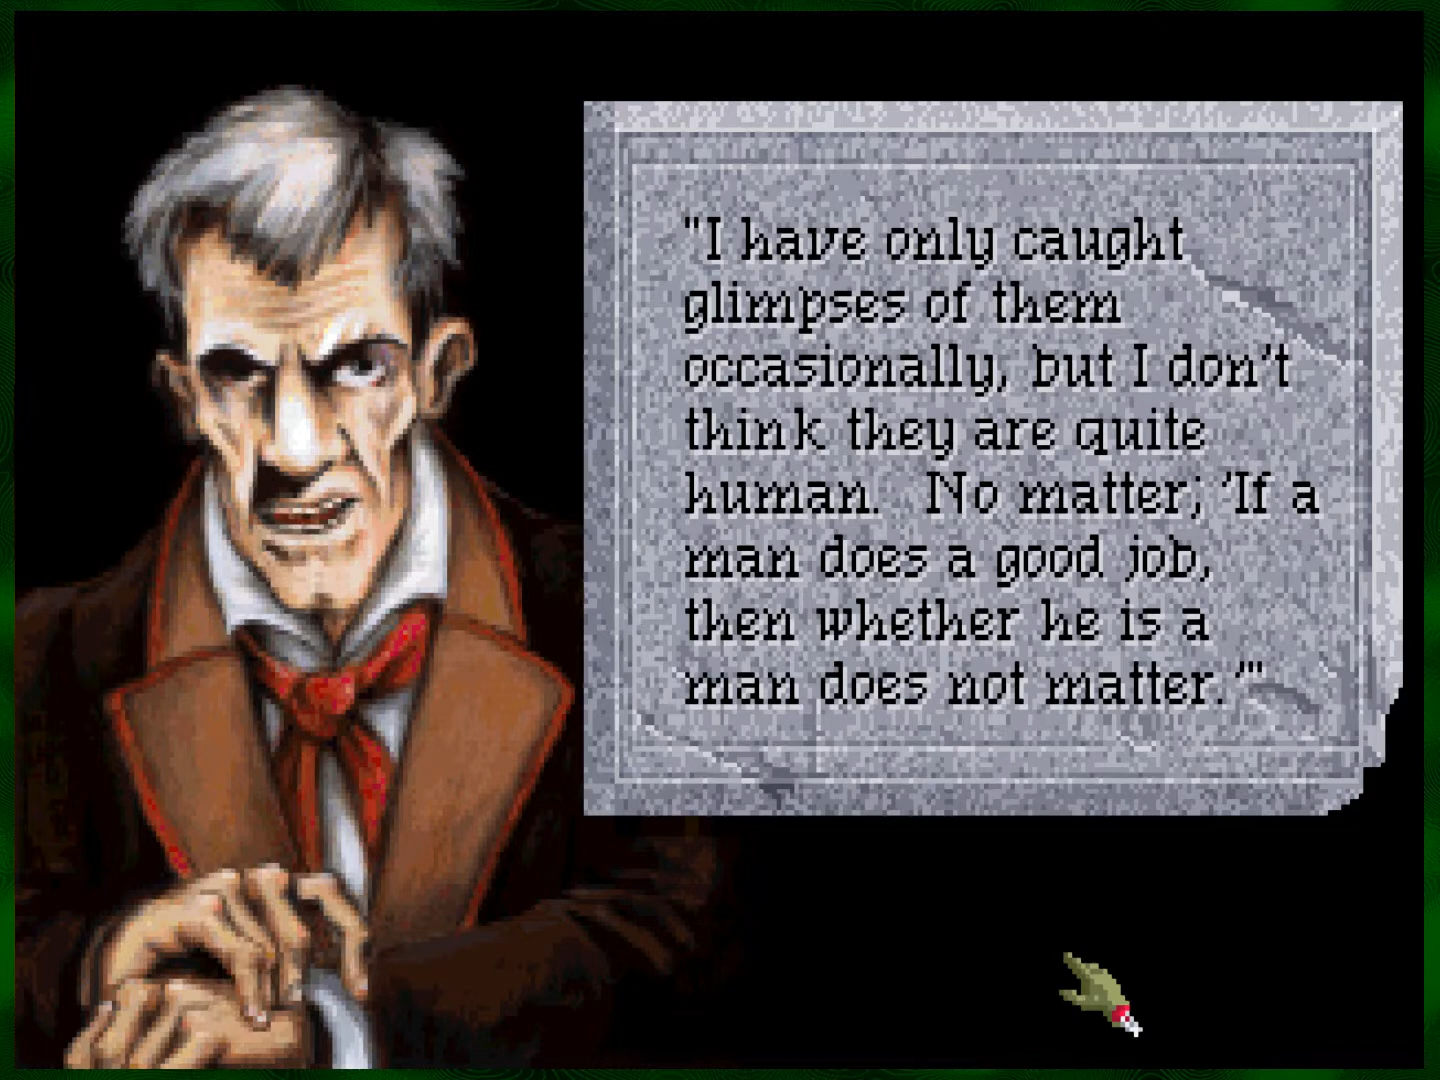 "I have only caught
glimpses of them
occasionally, but I don't
think they are quite
human.  No matter; 'If a
man does a good job,
then whether he is a
man does not matter.'"